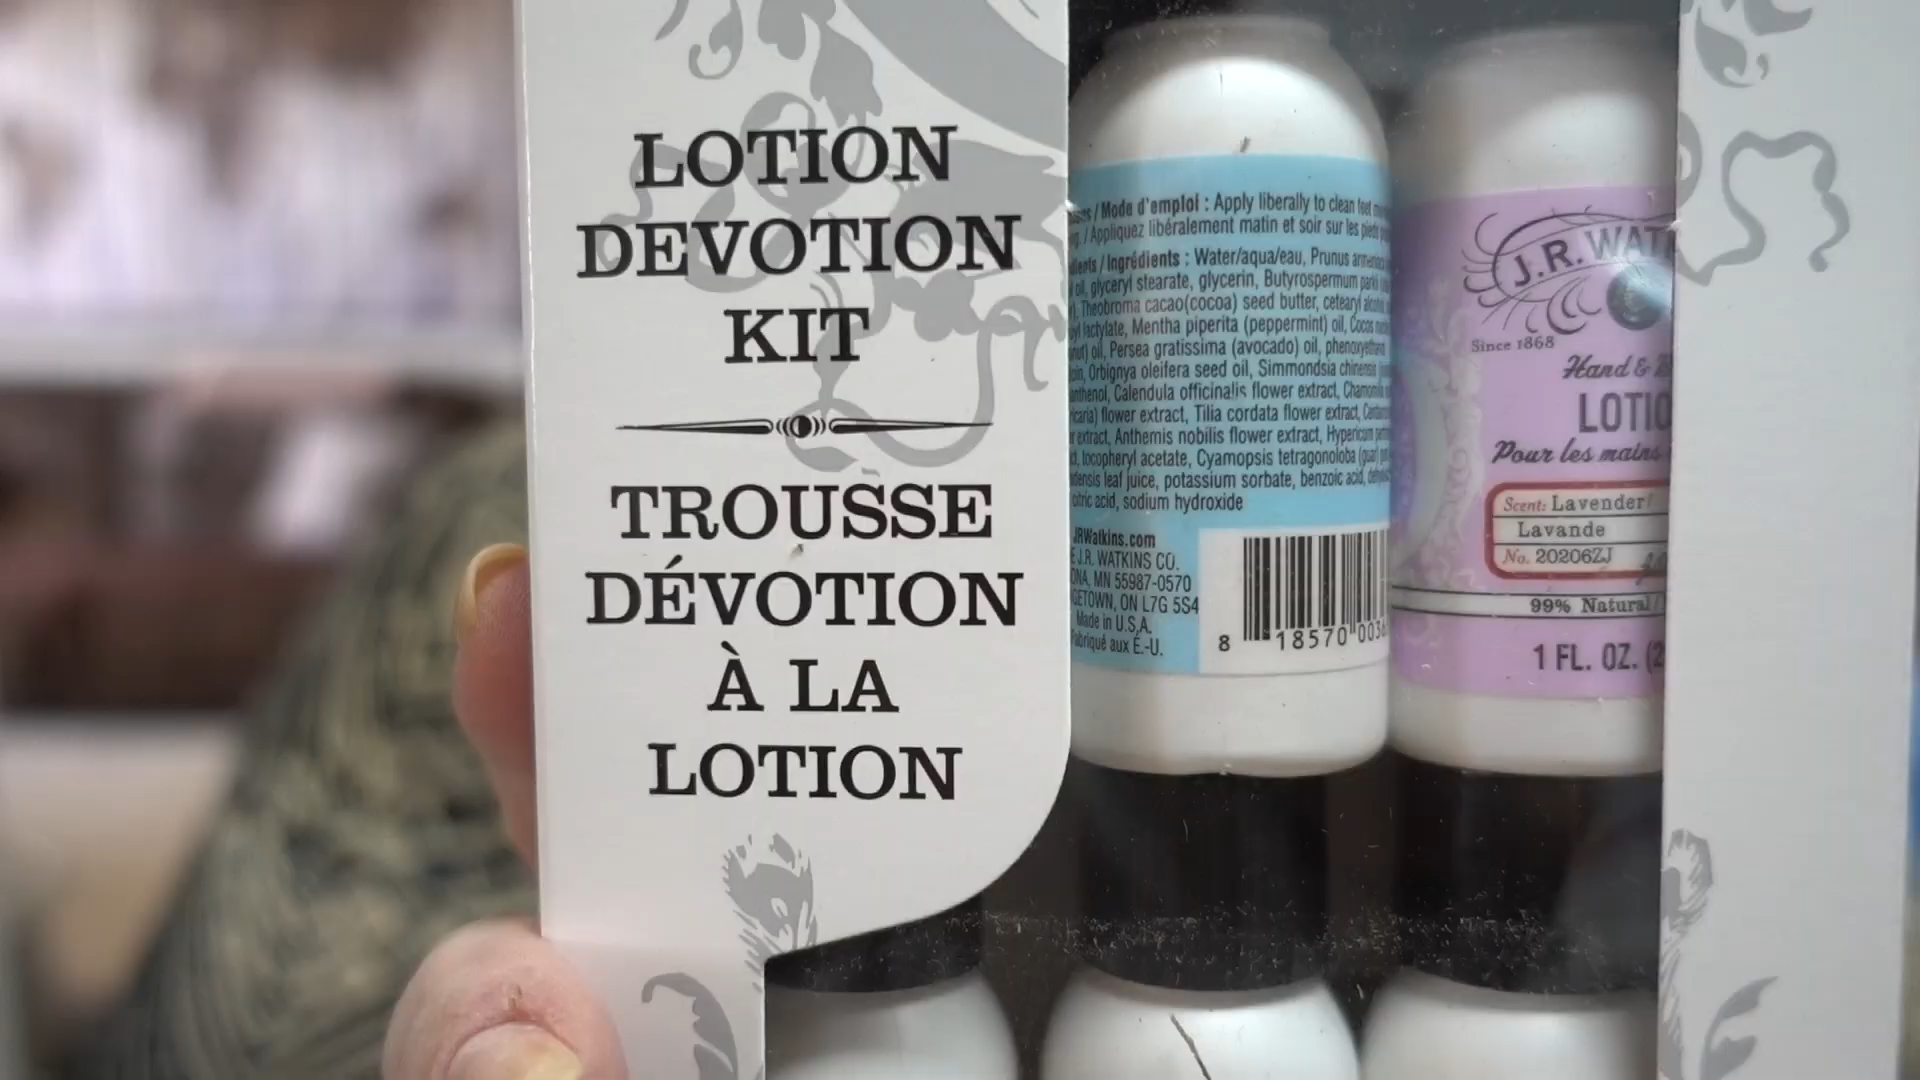 LOTION
DEVOTION
KIT
TROUSSE
DÉVOTION
À LA
LOTION
/ Mode d'emploi : Apply liberally to clean feet
/ Appliquez libéralement matin et soir sur les pieds
/ Ingrédients : Water/aqua/eau, Prunus
oil, glyceryl stearate, glycerin, Butyrospermum parkii
Theobroma cacao(cocoa) seed butter, cetearyl alcohol,
lactylate, Mentha piperita (peppermint) oil, Cocos
oil, Persea gratissima (avocado) oil,
Orbignya oleifera seed oil, Simmondsia chinensis
Calendula officinalis flower extract,
flower extract, Tilia cordata flower extract,
extract, Anthemis nobilis flower extract, Hypericum
tocopheryl acetate, Cyamopsis tetragonoloba (guar)
leaf juice, potassium sorbate, benzoic acid,
citric acid, sodium hydroxide
JRWatkins.com
J.R. WATKINS CO.
MN 55987-0570
ON L7G 5S4
Made in U.S.A.
aux É.-U.
8 18570 003
J.R.
Since 1868
Hand &
Pour les mains
Scent: Lavender/
Lavande
No. 20206ZJ
99% Natural
1 FL. OZ.